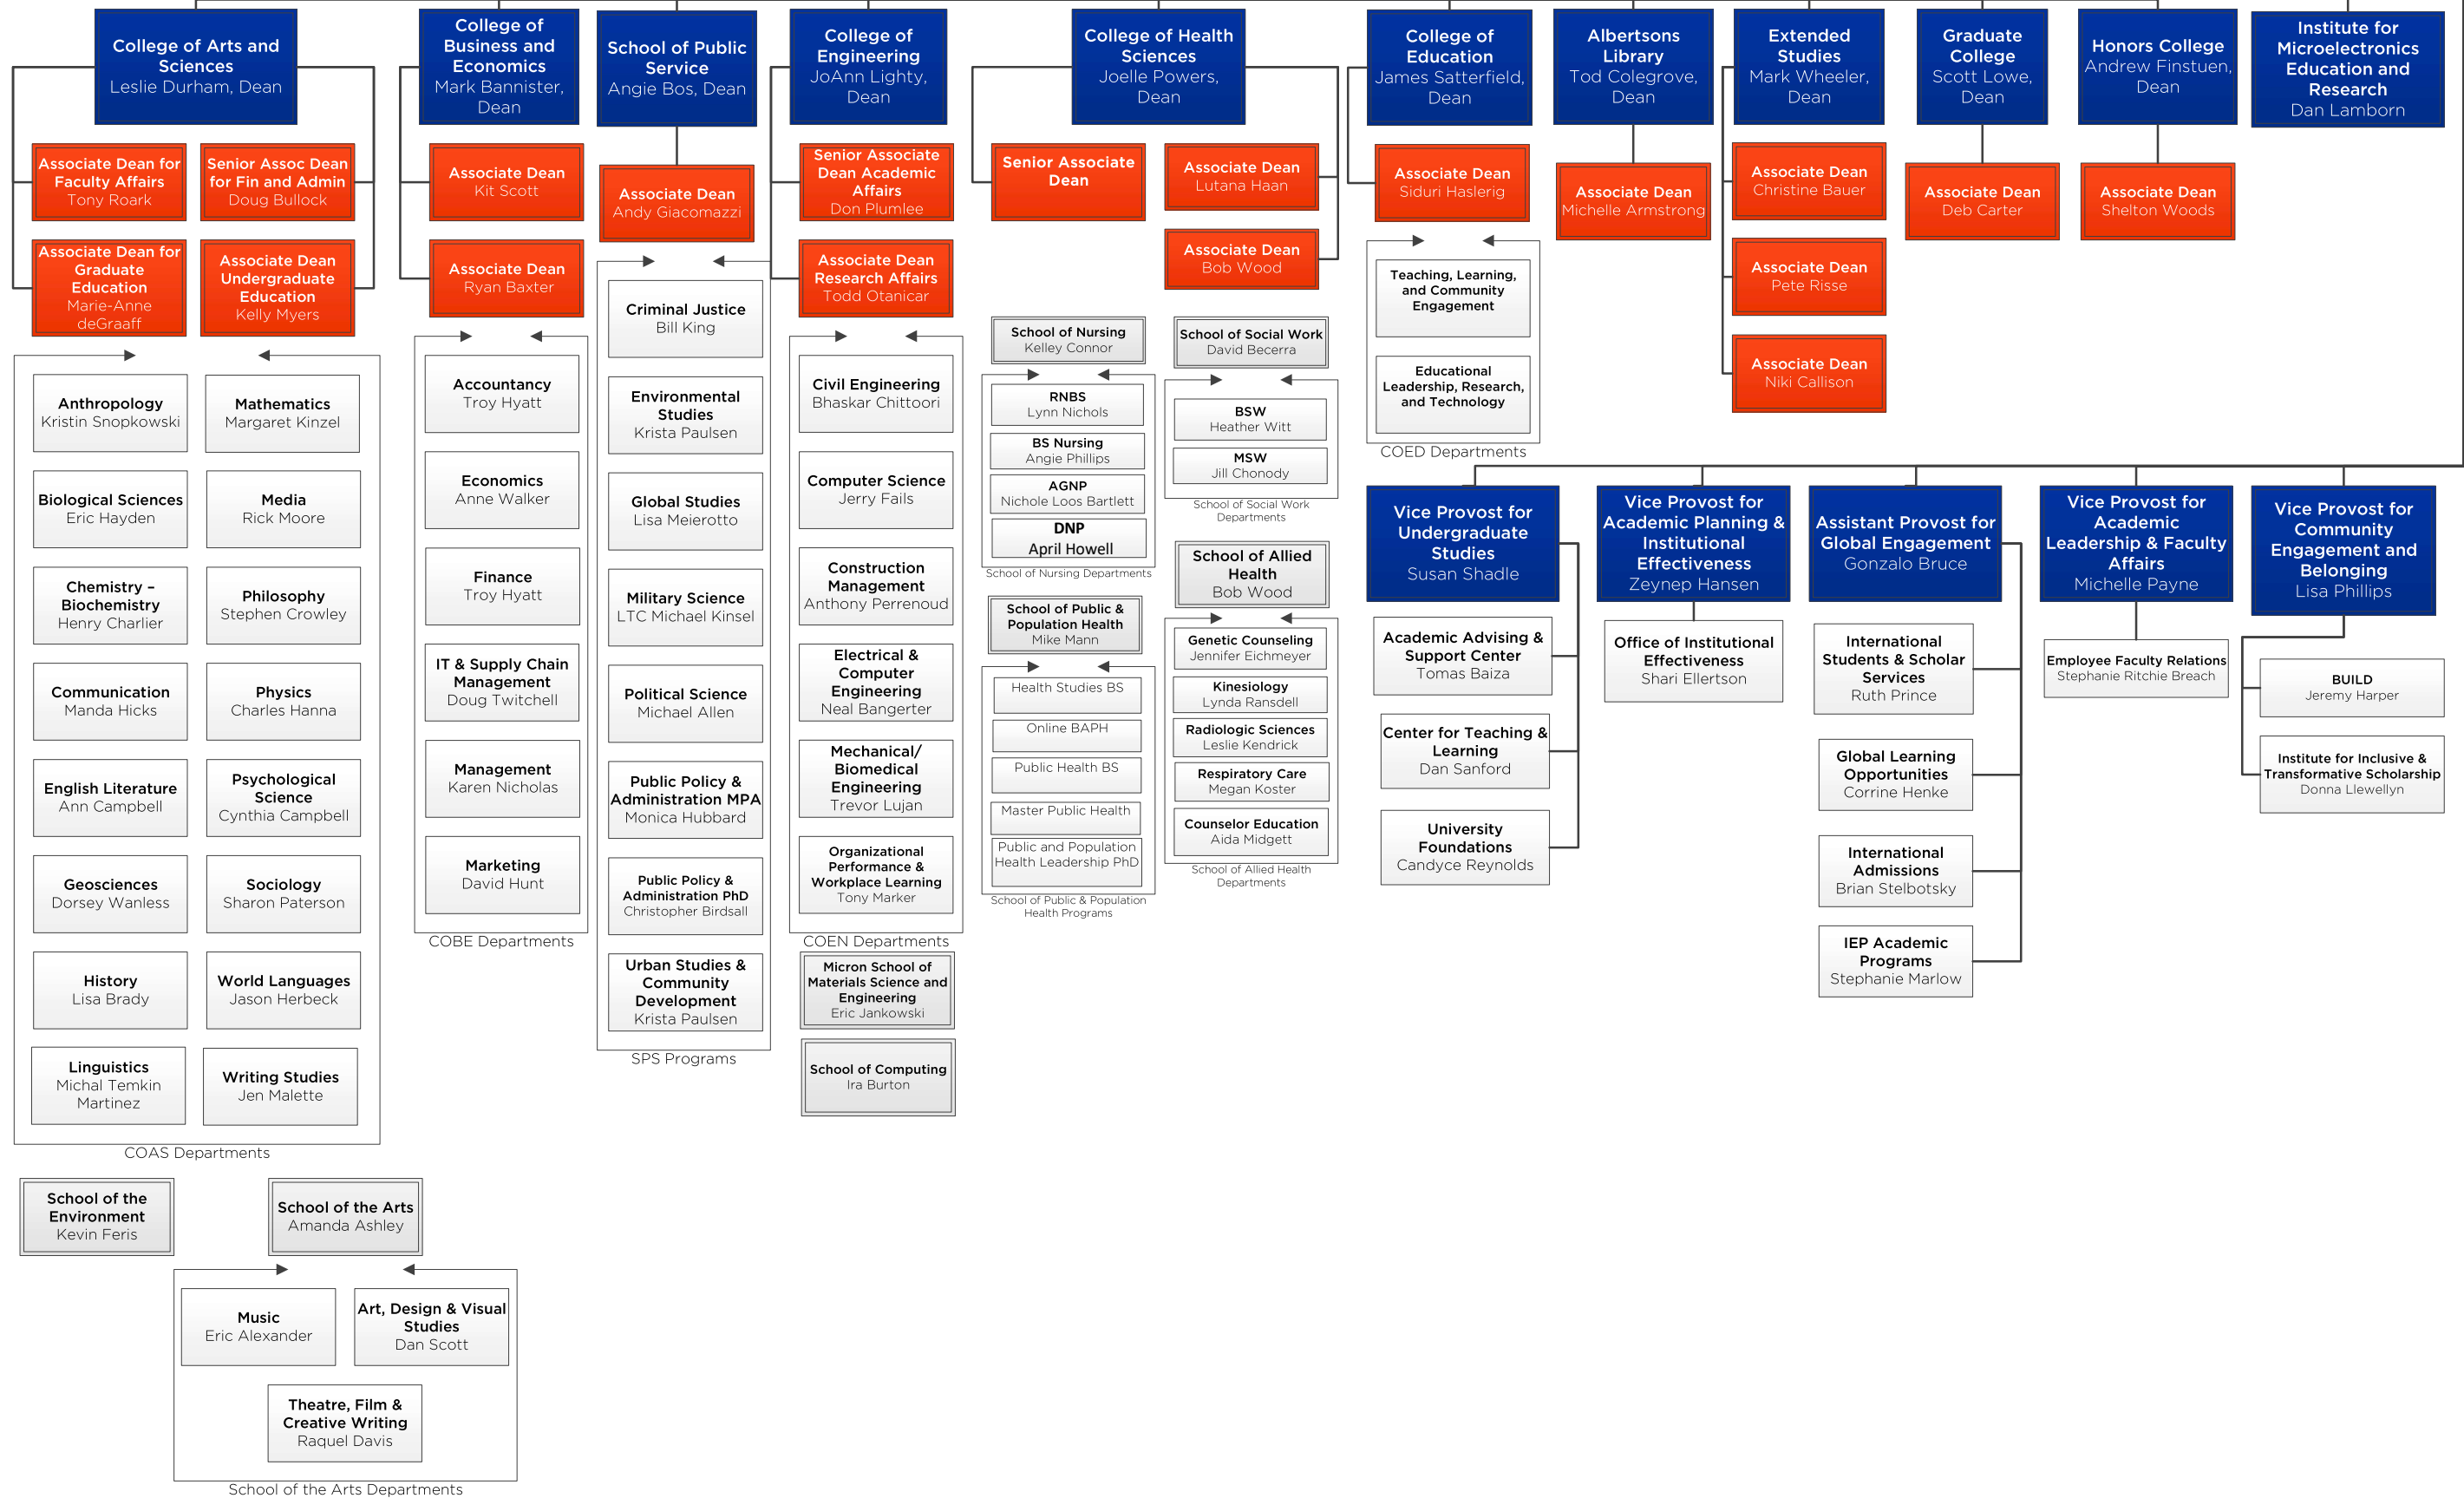 College of Arts and
Sciences
Leslie Durham, Dean
Associate Dean for
Faculty Affairs
Tony Roark
Senior Assoc Dean
for Fin and Admin
Doug Bullock
Associate Dean for
Graduate
Education
Marie-Anne
deGraaff
Associate Dean
Undergraduate
Education
Kelly Myers
Anthropology
Kristin Snopkowski
Mathematics
Margaret Kinzel
Biological Sciences
Eric Hayden
Media
Rick Moore
Chemistry –
Biochemistry
Henry Charlier
Philosophy
Stephen Crowley
Communication
Manda Hicks
Physics
Charles Hanna
English Literature
Ann Campbell
Psychological
Science
Cynthia Campbell
Geosciences
Dorsey Wanless
Sociology
Sharon Paterson
History
Lisa Brady
World Languages
Jason Herbeck
Linguistics
Michal Temkin
Martinez
Writing Studies
Jen Malette
COAS Departments
School of the
Environment
Kevin Feris
School of the Arts
Amanda Ashley
Music
Eric Alexander
Art, Design & Visual
Studies
Dan Scott
Theatre, Film &
Creative Writing
Raquel Davis
School of the Arts Departments
College of
Business and
Economics
Mark Bannister,
Dean
Associate Dean
Kit Scott
Associate Dean
Ryan Baxter
Accountancy
Troy Hyatt
Economics
Anne Walker
Finance
Troy Hyatt
IT & Supply Chain
Management
Doug Twitchell
Management
Karen Nicholas
Marketing
David Hunt
COBE Departments
School of Public
Service
Angie Bos, Dean
Associate Dean
Andy Giacomazzi
Criminal Justice
Bill King
Environmental
Studies
Krista Paulsen
Global Studies
Lisa Meierotto
Military Science
LTC Michael Kinsel
Political Science
Michael Allen
Public Policy &
Administration MPA
Monica Hubbard
Public Policy &
Administration PhD
Christopher Birdsall
Urban Studies &
Community
Development
Krista Paulsen
SPS Programs
College of
Engineering
JoAnn Lighty,
Dean
Senior Associate
Dean Academic
Affairs
Don Plumlee
Associate Dean
Research Affairs
Todd Otanicar
Civil Engineering
Bhaskar Chittoori
Computer Science
Jerry Fails
Construction
Management
Anthony Perrenoud
Electrical &
Computer
Engineering
Neal Bangerter
Mechanical/
Biomedical
Engineering
Trevor Lujan
Organizational
Performance &
Workplace Learning
Tony Marker
COEN Departments
Micron School of
Materials Science and
Engineering
Eric Jankowski
School of Computing
Ira Burton
College of Health
Sciences
Joelle Powers,
Dean
Senior Associate
Dean
Associate Dean
Lutana Haan
Associate Dean
Bob Wood
School of Nursing
Kelley Connor
RNBS
Lynn Nichols
BS Nursing
Angie Phillips
AGNP
Nichole Loos Bartlett
DNP
April Howell
School of Nursing Departments
School of Public &
Population Health
Mike Mann
Health Studies BS
Online BAPH
Public Health BS
Master Public Health
Public and Population
Health Leadership PhD
School of Public & Population
Health Programs
School of Social Work
David Becerra
BSW
Heather Witt
MSW
Jill Chonody
School of Social Work
Departments
School of Allied
Health
Bob Wood
Genetic Counseling
Jennifer Eichmeyer
Kinesiology
Lynda Ransdell
Radiologic Sciences
Leslie Kendrick
Respiratory Care
Megan Koster
Counselor Education
Aida Midgett
School of Allied Health
Departments
College of
Education
James Satterfield,
Dean
Associate Dean
Siduri Haslerig
Teaching, Learning,
and Community
Engagement
Educational
Leadership, Research,
and Technology
COED Departments
Albertsons
Library
Tod Colegrove,
Dean
Associate Dean
Michelle Armstrong
Extended
Studies
Mark Wheeler,
Dean
Associate Dean
Christine Bauer
Associate Dean
Pete Risse
Associate Dean
Niki Callison
Graduate
College
Scott Lowe,
Dean
Associate Dean
Deb Carter
Honors College
Andrew Finstuen,
Dean
Associate Dean
Shelton Woods
Institute for
Microelectronics
Education and
Research
Dan Lamborn
Vice Provost for
Undergraduate
Studies
Susan Shadle
Academic Advising &
Support Center
Tomas Baiza
Center for Teaching &
Learning
Dan Sanford
University
Foundations
Candyce Reynolds
Vice Provost for
Academic Planning &
Institutional
Effectiveness
Zeynep Hansen
Office of Institutional
Effectiveness
Shari Ellertson
Assistant Provost for
Global Engagement
Gonzalo Bruce
International
Students & Scholar
Services
Ruth Prince
Global Learning
Opportunities
Corrine Henke
International
Admissions
Brian Stelbotsky
IEP Academic
Programs
Stephanie Marlow
Vice Provost for
Academic
Leadership & Faculty
Affairs
Michelle Payne
Employee Faculty Relations
Stephanie Ritchie Breach
Vice Provost for
Community
Engagement and
Belonging
Lisa Phillips
BUILD
Jeremy Harper
Institute for Inclusive &
Transformative Scholarship
Donna Llewellyn